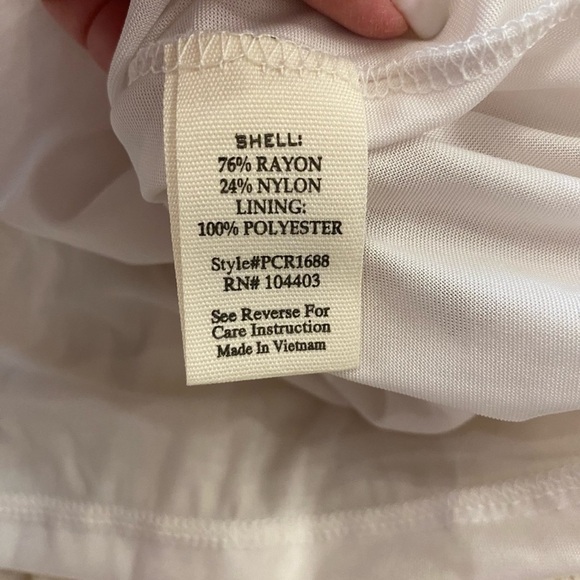 SHELL:
76% RAYON
24% NYLON
LINING:
100% POLYESTER
Style#PCR1688
RN# 104403
See Reverse For
Care Instruction
Made In Vietnam